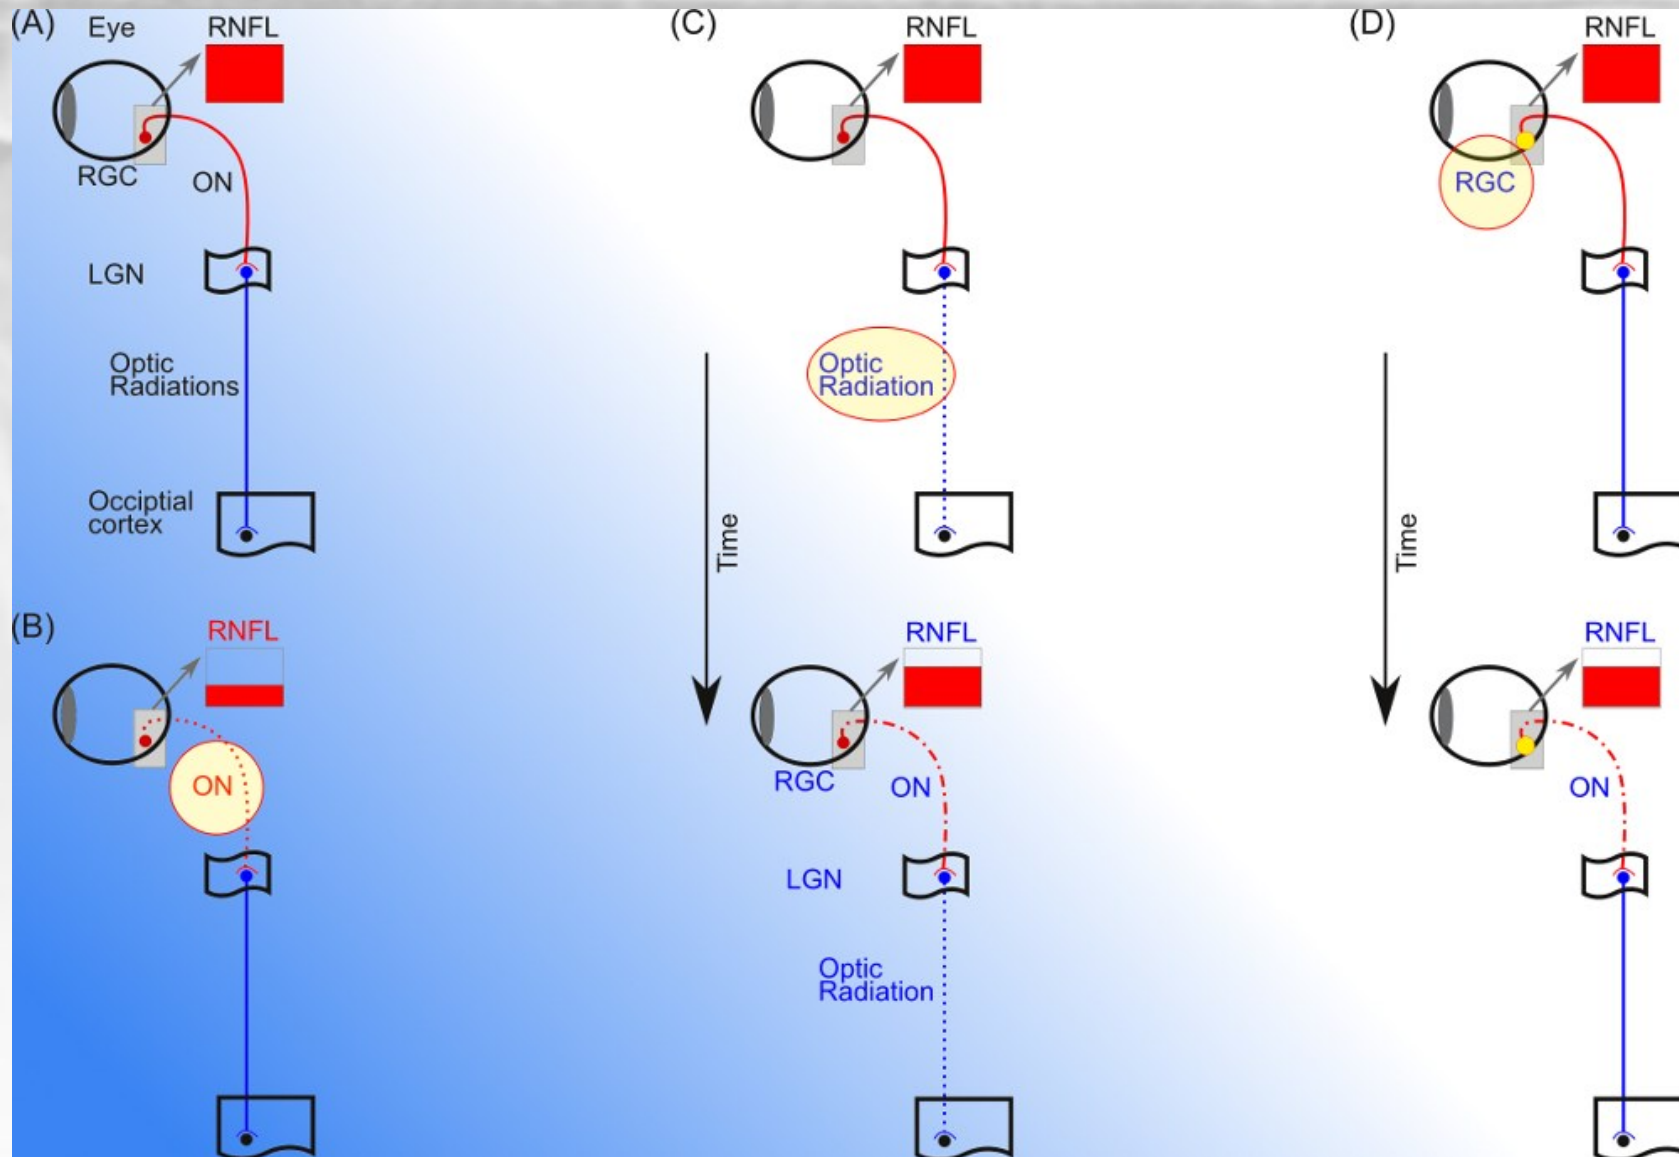 (A)
Eye
RNFL
RGC
ON
LGN
Optic
Radiations
Occiptial
cortex
(B)
RNFL
ON
(C)
RNFL
Optic
Radiation
Time
RNFL
RGC
ON
LGN
Optic
Radiation
(D)
RNFL
RGC
Time
RNFL
ON